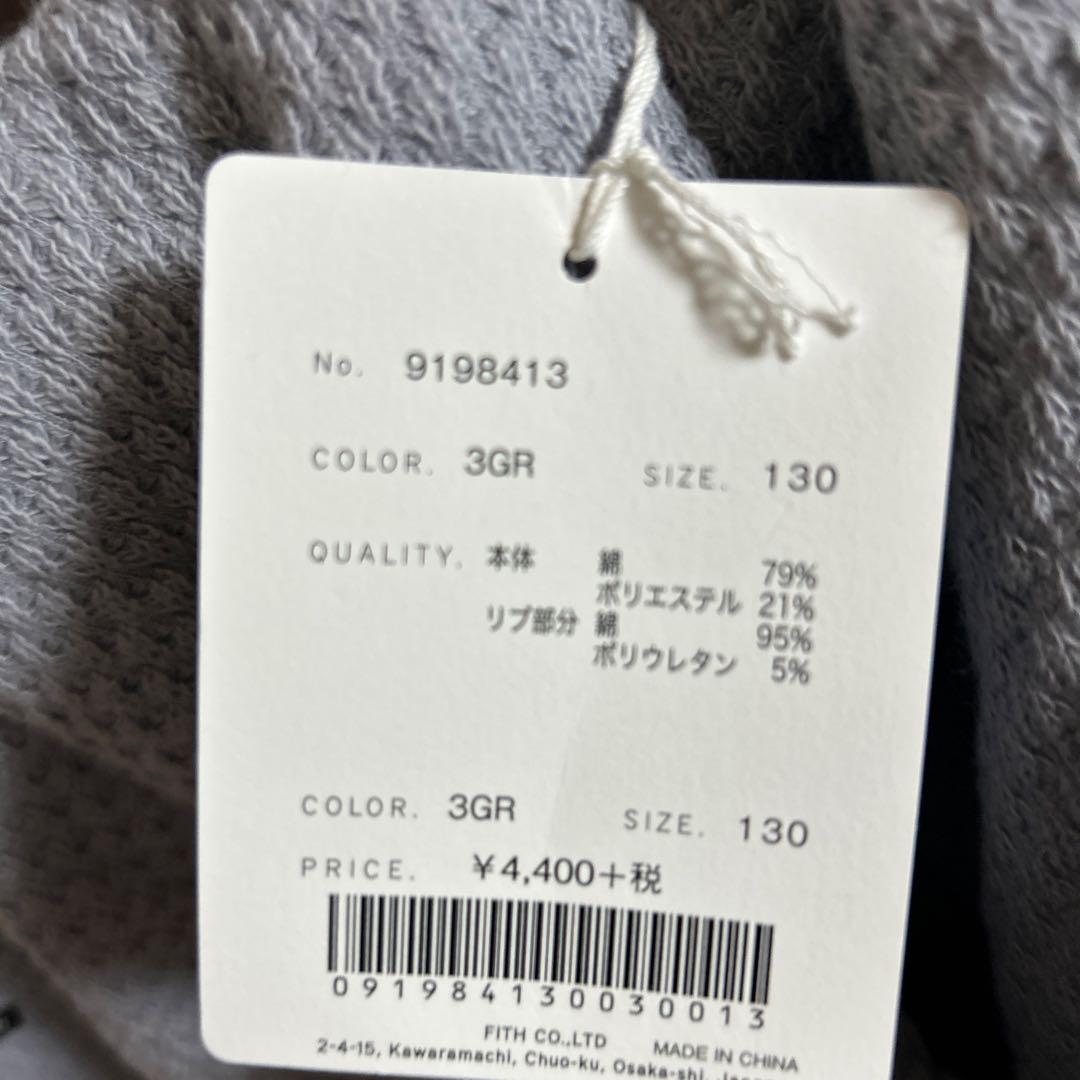 No. 9198413
COLOR. 3GR SIZE. 130
QUALITY. 本体 綿 79%
ポリエステル 21%
リブ部分 綿 95%
ポリウレタン 5%
COLOR. 3GR SIZE. 130
PRICE. ¥4,400+税
091984130030013
FITH CO.,LTD MADE IN CHINA
2-4-15, Kawaramachi, Chuo-ku, Osaka-shi, Japan